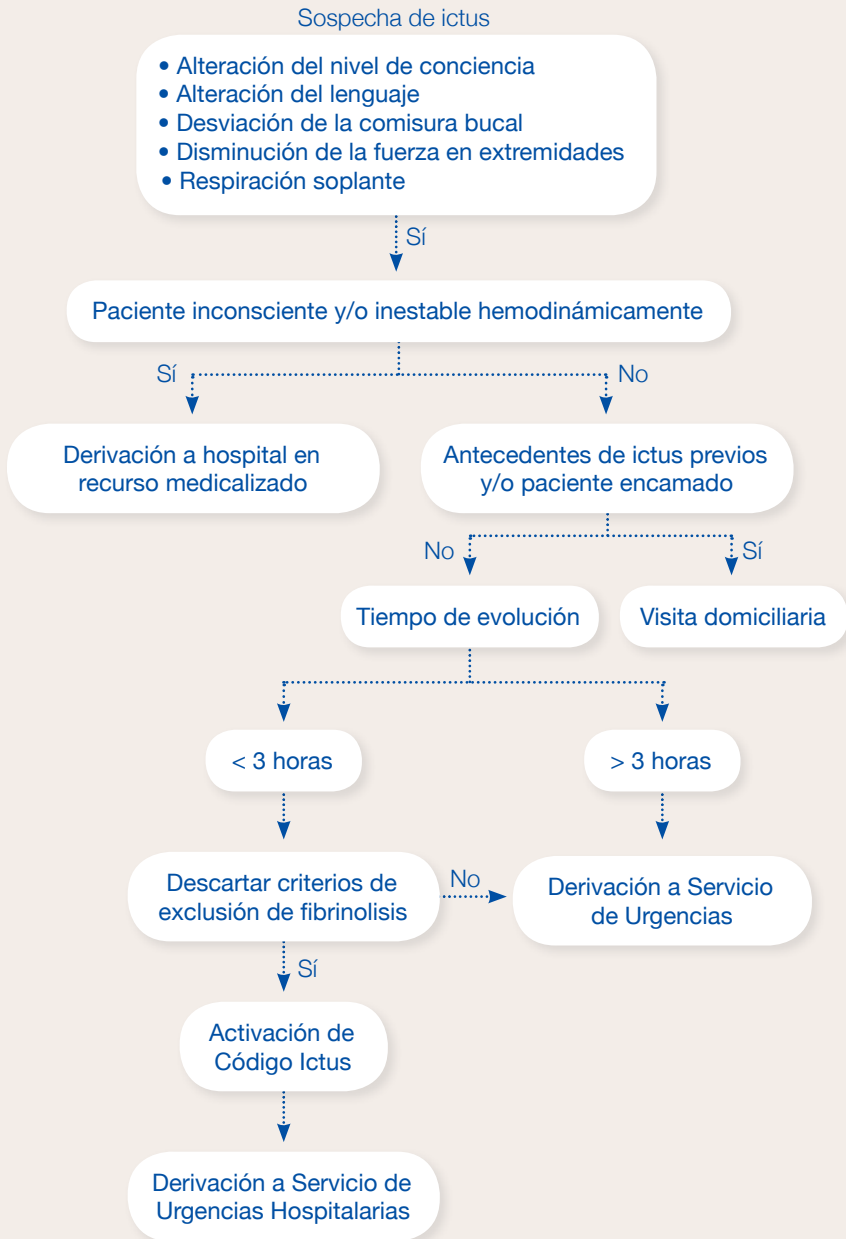 Sospecha de ictus
• Alteración del nivel de conciencia
• Alteración del lenguaje
• Desviación de la comisura bucal
• Disminución de la fuerza en extremidades
• Respiración soplante
Sí
Paciente inconsciente y/o inestable hemodinámicamente
Sí
No
Derivación a hospital en
recurso medicalizado
Antecedentes de ictus previos
y/o paciente encamado
No
Sí
Tiempo de evolución
Visita domiciliaria
< 3 horas
> 3 horas
Descartar criterios de
exclusión de fibrinolisis
No
Derivación a Servicio
de Urgencias
Sí
Activación de
Código Ictus
Derivación a Servicio de
Urgencias Hospitalarias